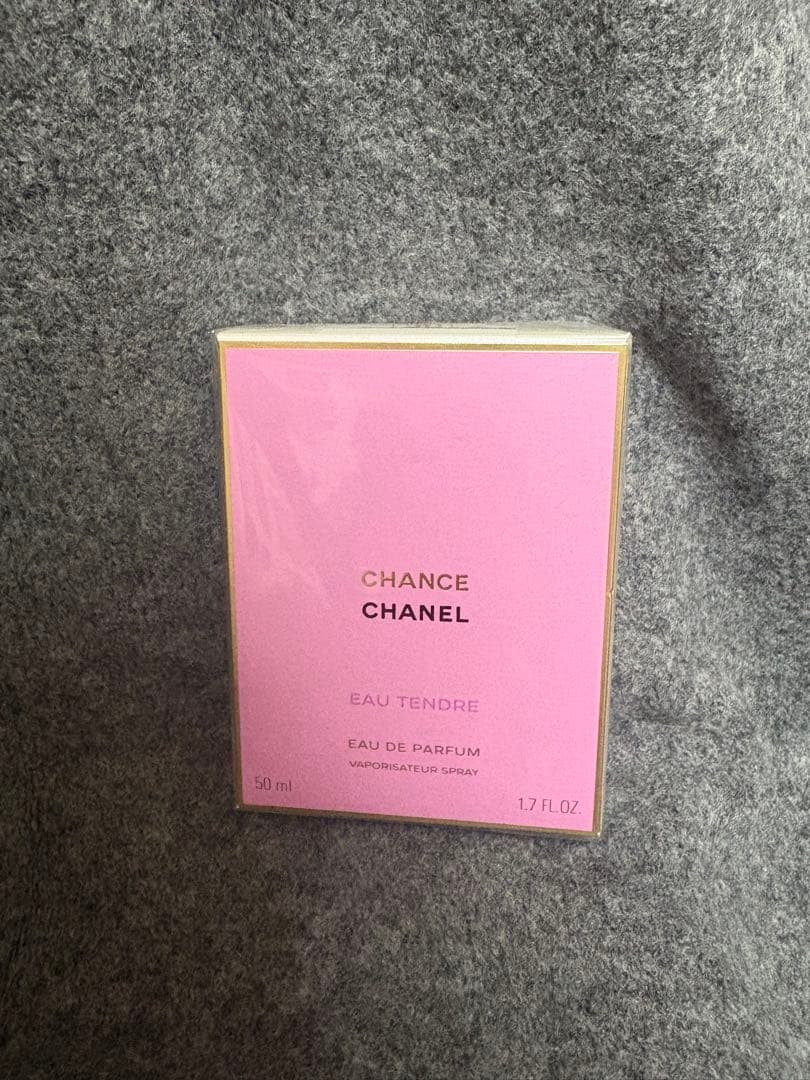 CHANCE
CHANEL
EAU TENDRE
EAU DE PARFUM
VAPORISATEUR SPRAY
50 ml
1.7 FL.OZ.